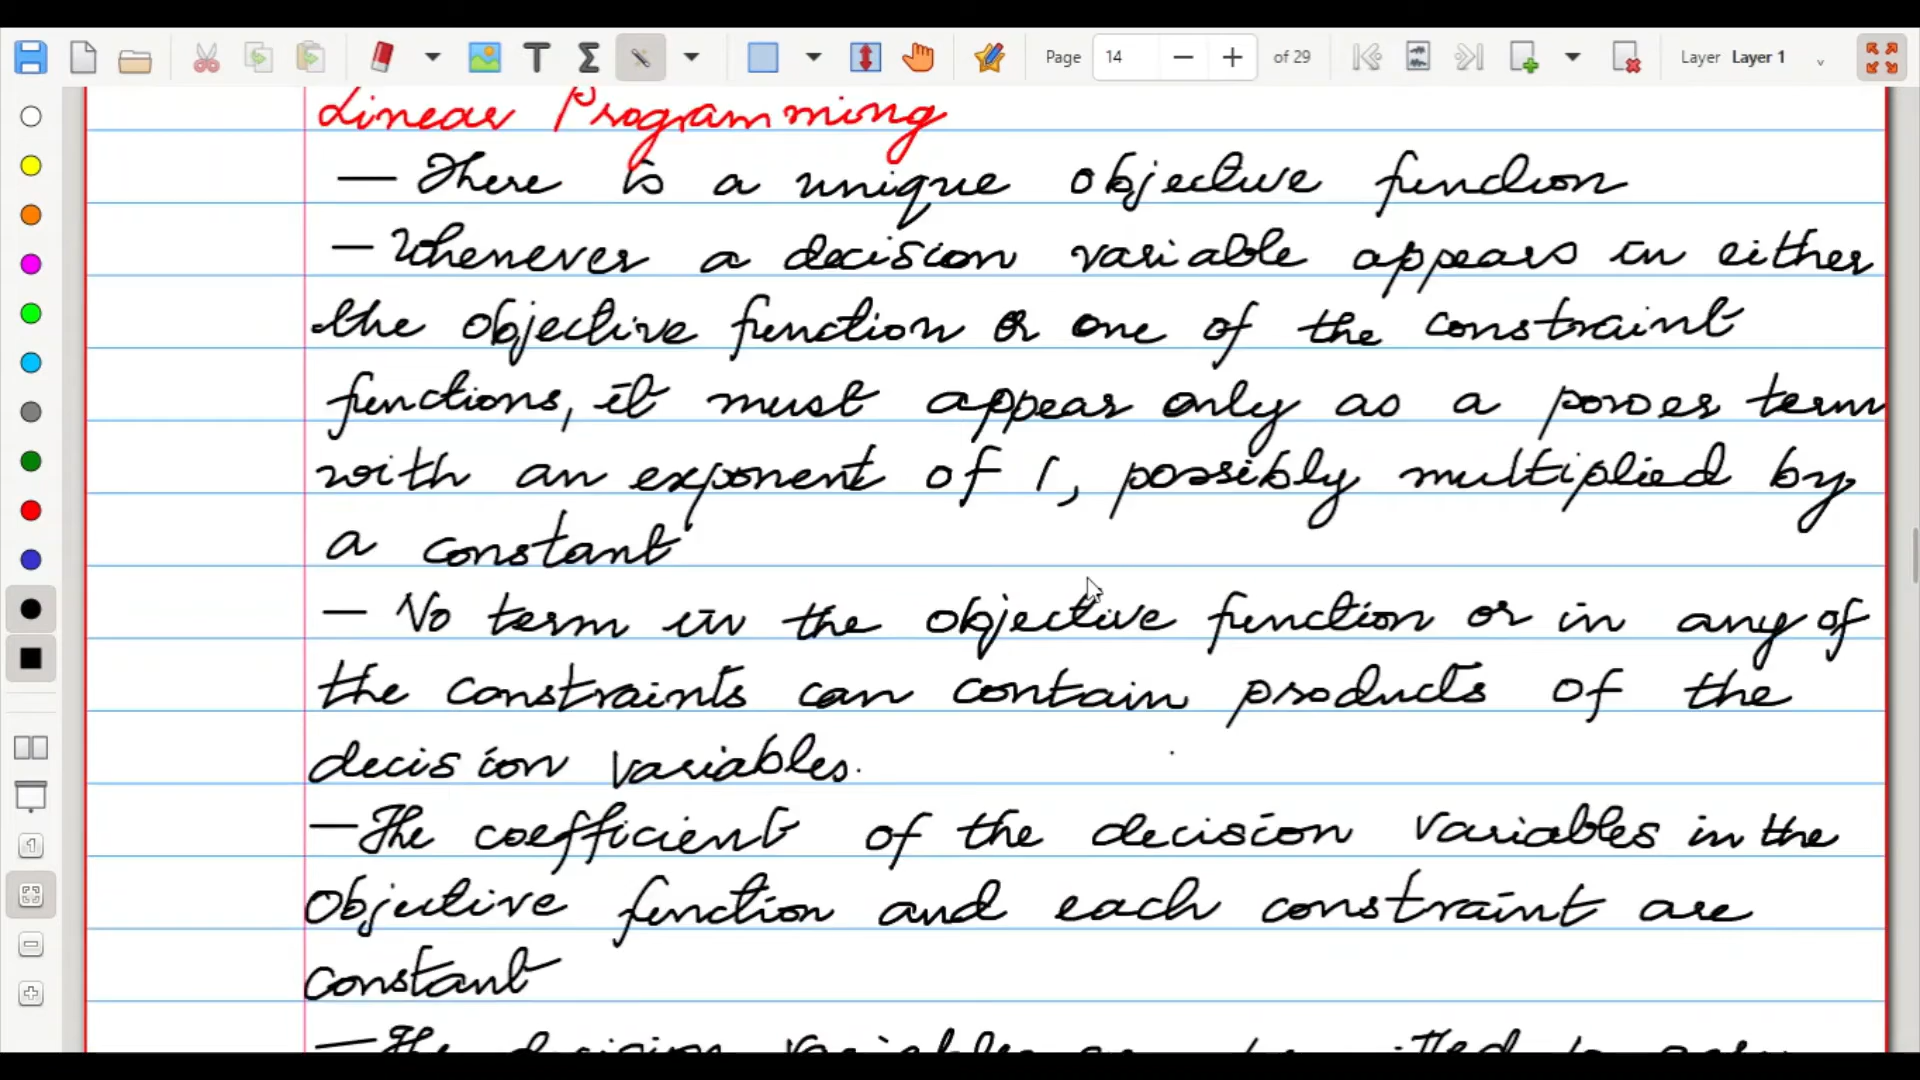 Page 14 of 29 Layer Layer 1
Linear Programming
— There is a unique objective function
— Whenever a decision variable appears in either
the objective function or one of the constraint
functions, it must appear only as a power term
with an exponent of 1, possibly multiplied by
a constant
— No term in the objective function or in any of
the constraints can contain products of the
decision variables.
— The coefficient of the decision variables in the
objective function and each constraint are
constant
— The decision variables